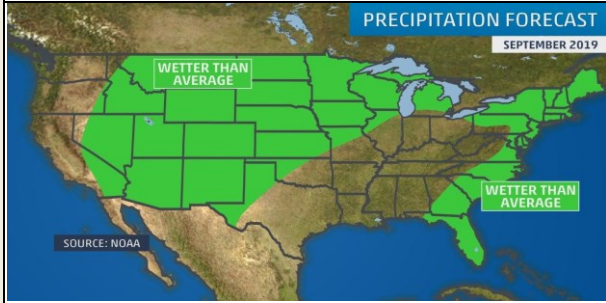 PRECIPITATION FORECAST
SEPTEMBER 2019
WETTER THAN
AVERAGE
WETTER THAN
AVERAGE
SOURCE: NOAA